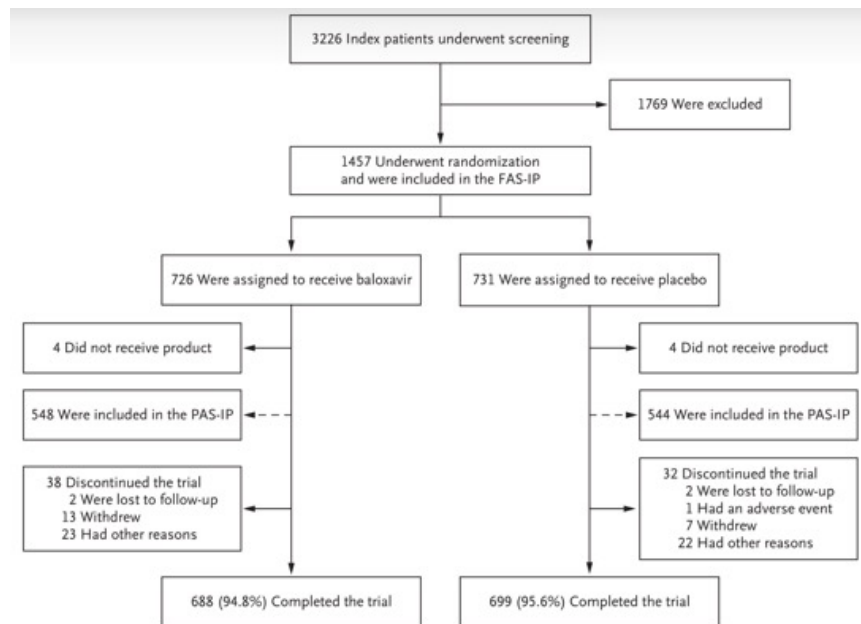 3226 Index patients underwent screening
1769 Were excluded
1457 Underwent randomization
and were included in the FAS-IP
726 Were assigned to receive baloxavir
731 Were assigned to receive placebo
4 Did not receive product
4 Did not receive product
548 Were included in the PAS-IP
544 Were included in the PAS-IP
38 Discontinued the trial
2 Were lost to follow-up
13 Withdrew
23 Had other reasons
32 Discontinued the trial
2 Were lost to follow-up
1 Had an adverse event
7 Withdrew
22 Had other reasons
688 (94.8%) Completed the trial
699 (95.6%) Completed the trial